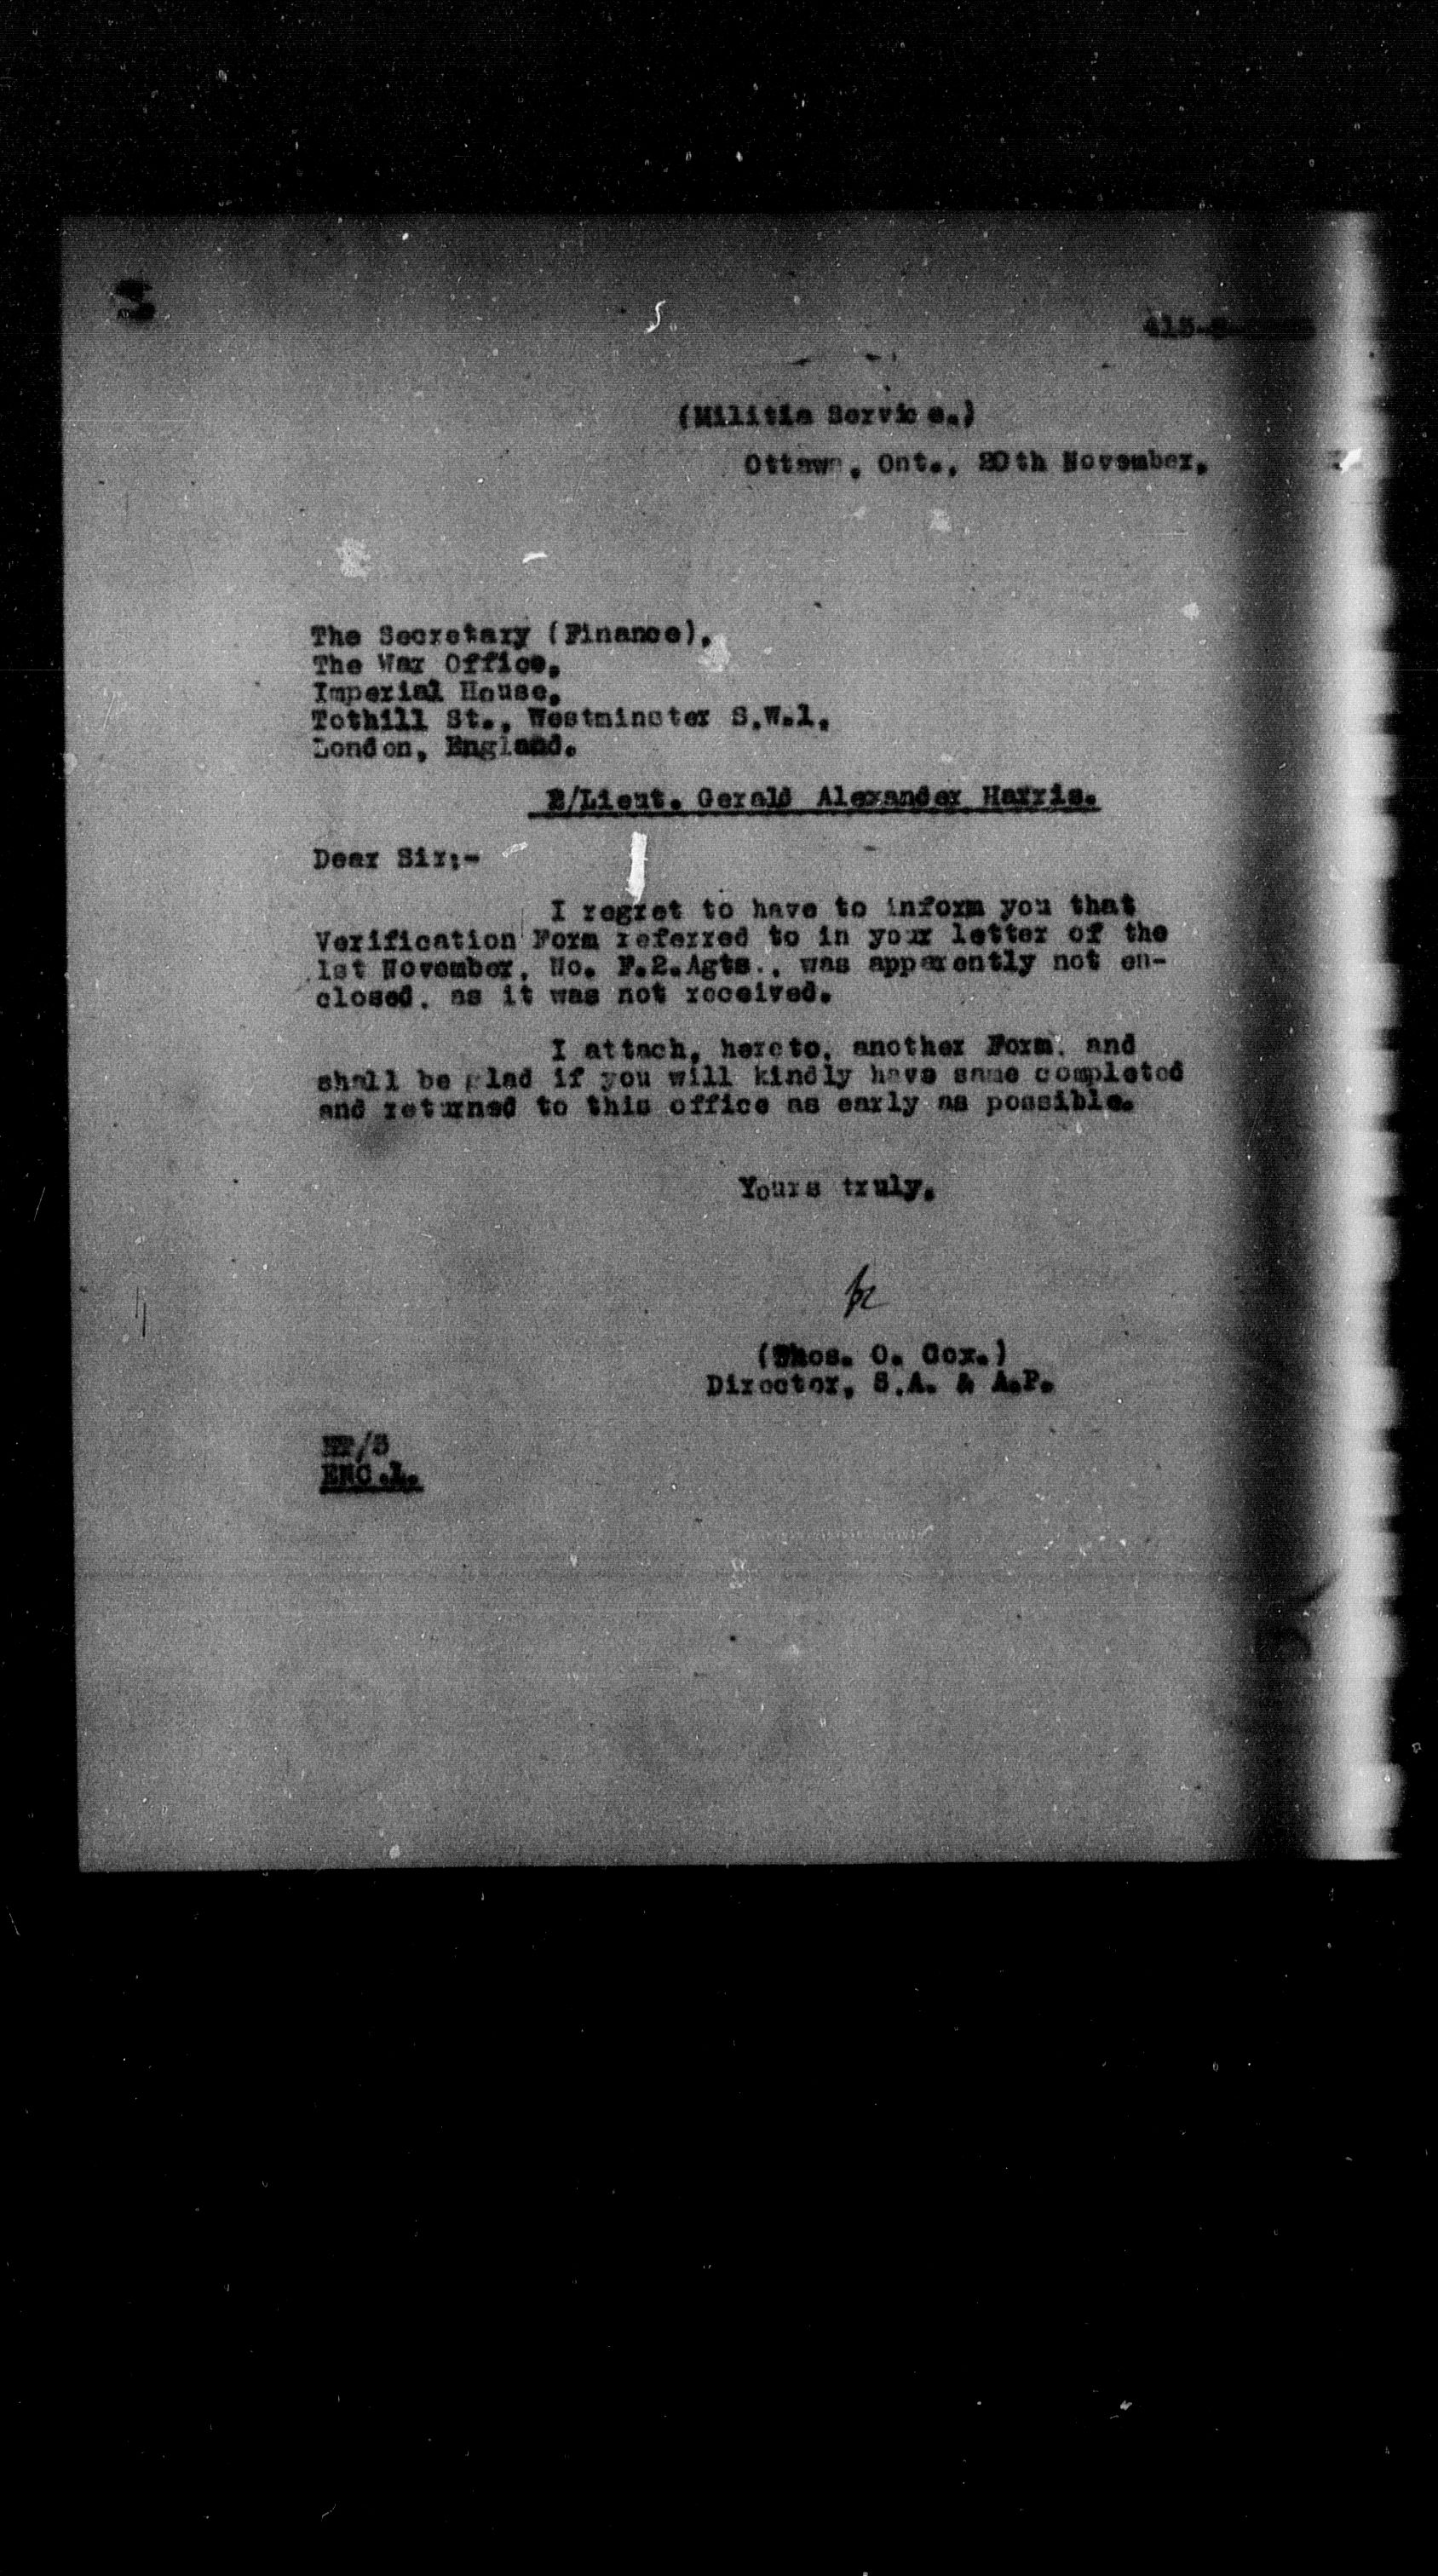 (Militia Service.)
Ottawa, Ont., 20th November,
The Secretary (Finance),
The War Office,
Imperial House,
Tothill St., Westminster S.W.1,
London, England.
2/Lieut. Gerald Alexander Harris.
Dear Sir:-
I regret to have to inform you that
Verification Form referred to in your letter of the
1st November, No. F.2.Agts., was apparently not en-
closed, as it was not received.
I attach, hereto, another Form, and
shall be glad if you will kindly have same completed
and returned to this office as early as possible.
Yours truly,
for
(Thos. O. Cox.)
Director, S.A. & A.P.
ENC.1.